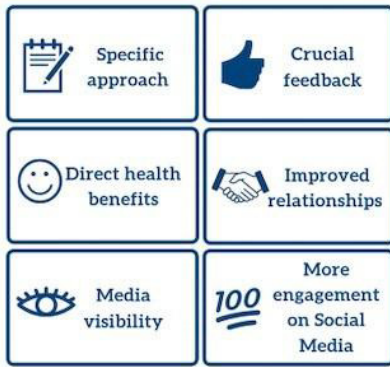 Specific
approach
Crucial
feedback
Direct health
benefits
Improved
relationships
Media
visibility
100
More
engagement
on Social
Media